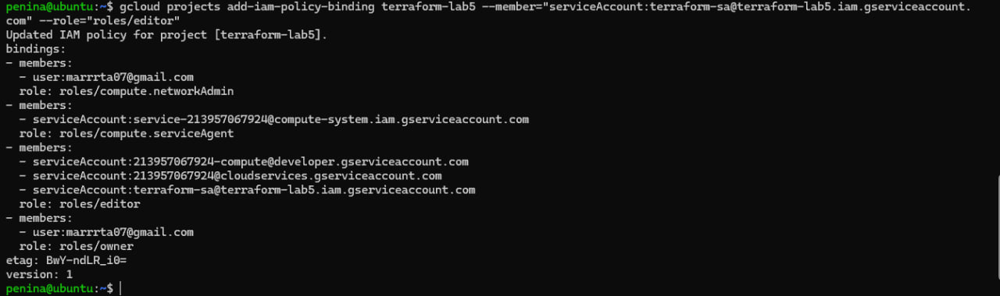 penina@ubuntu:~$ gcloud projects add-iam-policy-binding terraform-lab5 --member="serviceAccount:terraform-sa@terraform-lab5.iam.gserviceaccount.
com" --role="roles/editor"
Updated IAM policy for project [terraform-lab5].
bindings:
- members:
  - user:marrrta07@gmail.com
  role: roles/compute.networkAdmin
- members:
  - serviceAccount:service-213957067924@compute-system.iam.gserviceaccount.com
  role: roles/compute.serviceAgent
- members:
  - serviceAccount:213957067924-compute@developer.gserviceaccount.com
  - serviceAccount:213957067924@cloudservices.gserviceaccount.com
  - serviceAccount:terraform-sa@terraform-lab5.iam.gserviceaccount.com
  role: roles/editor
- members:
  - user:marrrta07@gmail.com
  role: roles/owner
etag: BwY-ndLR_i0=
version: 1
penina@ubuntu:~$